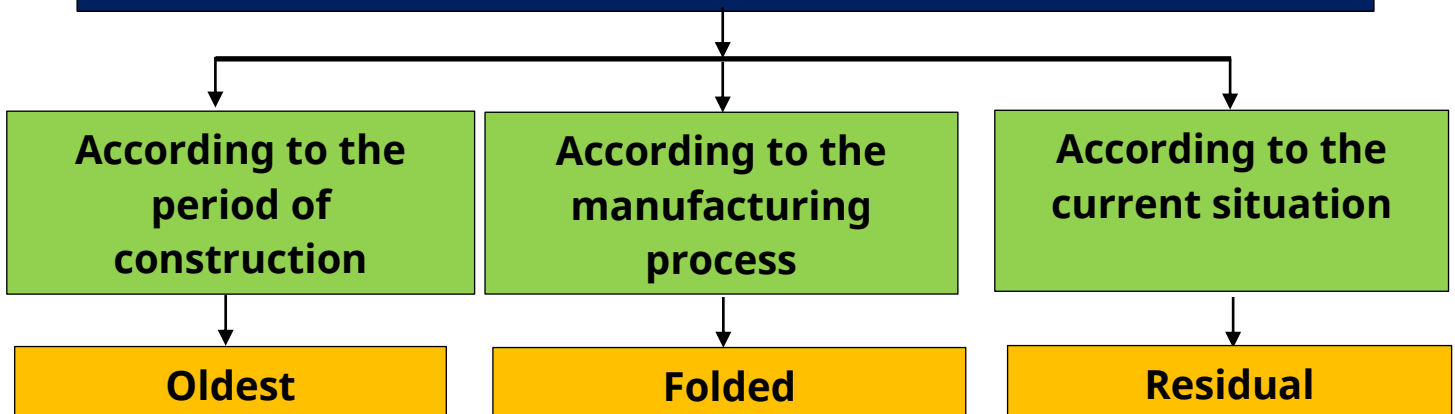 According to the
period of
construction
According to the
manufacturing
process
According to the
current situation
Oldest
Folded
Residual